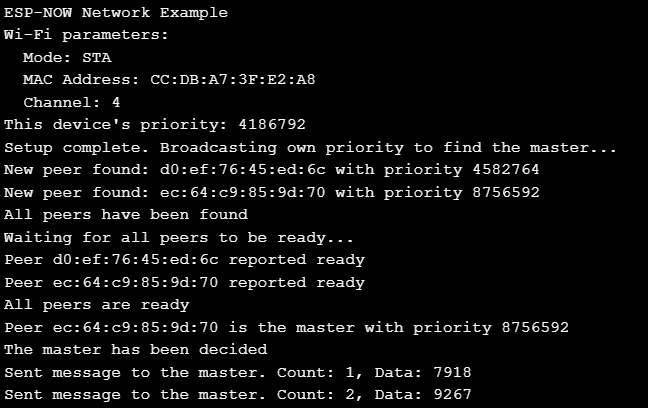 ESP-NOW Network Example
Wi-Fi parameters:
  Mode: STA
  MAC Address: CC:DB:A7:3F:E2:A8
  Channel: 4
This device's priority: 4186792
Setup complete. Broadcasting own priority to find the master...
New peer found: d0:ef:76:45:ed:6c with priority 4582764
New peer found: ec:64:c9:85:9d:70 with priority 8756592
All peers have been found
Waiting for all peers to be ready...
Peer d0:ef:76:45:ed:6c reported ready
Peer ec:64:c9:85:9d:70 reported ready
All peers are ready
Peer ec:64:c9:85:9d:70 is the master with priority 8756592
The master has been decided
Sent message to the master. Count: 1, Data: 7918
Sent message to the master. Count: 2, Data: 9267